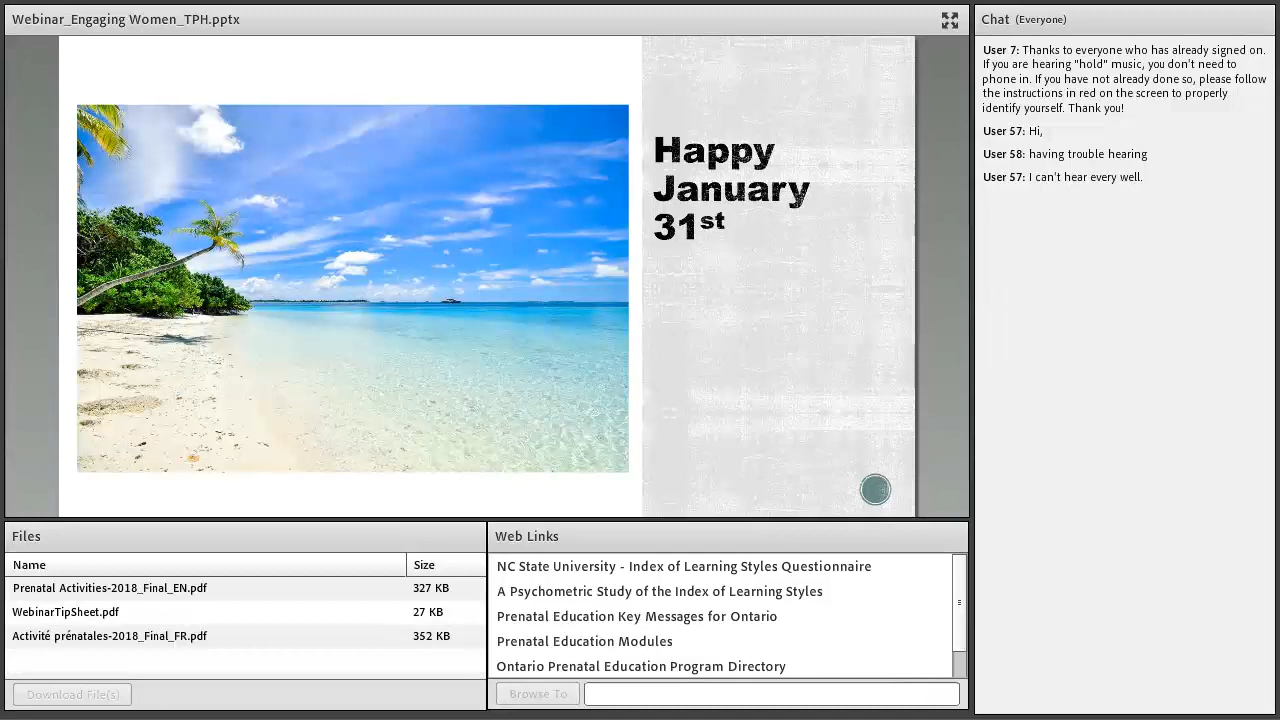 Webinar_Engaging Women_TPH.pptx
Happy
January
31st
Chat (Everyone)
User 7: Thanks to everyone who has already signed on.
If you are hearing "hold" music, you don't need to
phone in. If you have not already done so, please follow
the instructions in red on the screen to properly
identify yourself. Thank you!
User 57: Hi,
User 58: having trouble hearing
User 57: I can't hear every well.
Files
Name Size
Prenatal Activities-2018_Final_EN.pdf 327 KB
WebinarTipSheet.pdf 27 KB
Activité prénatales-2018_Final_FR.pdf 352 KB
Download File(s)
Web Links
NC State University - Index of Learning Styles Questionnaire
A Psychometric Study of the Index of Learning Styles
Prenatal Education Key Messages for Ontario
Prenatal Education Modules
Ontario Prenatal Education Program Directory
Browse To